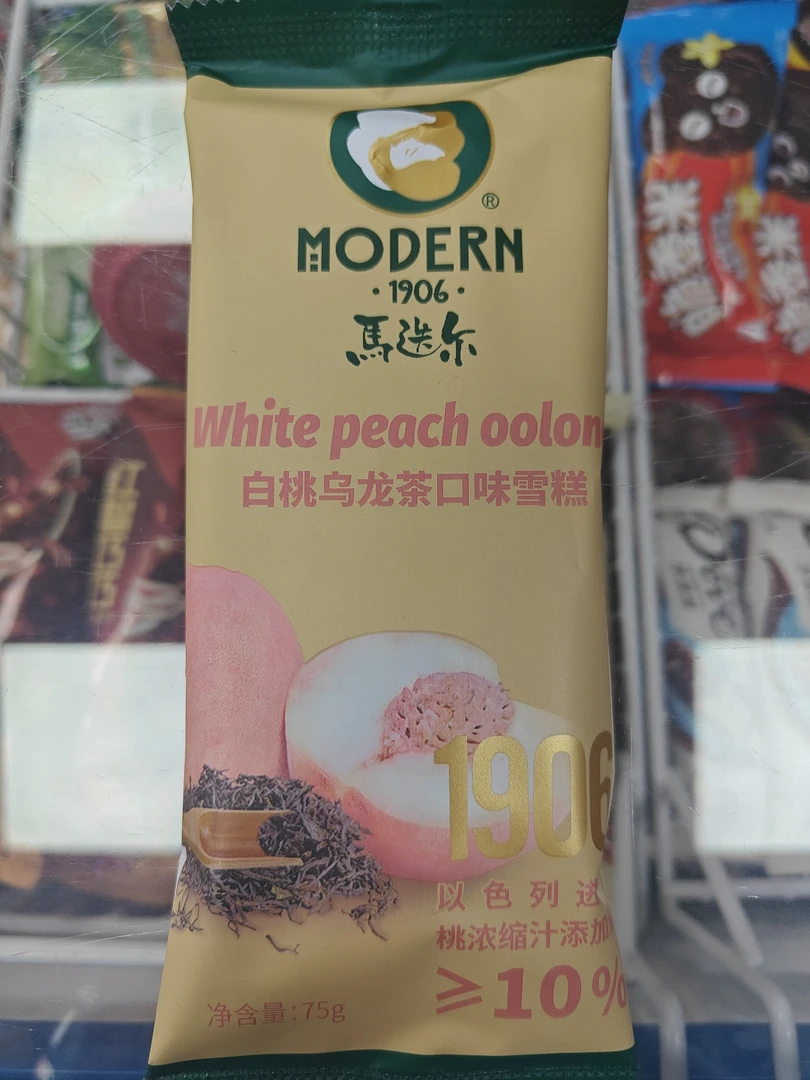 ®
MODERN
·1906·
馬迭尔
White peach oolon
白桃乌龙茶口味雪糕
1906
以色列进
桃浓缩汁添加
≥10%
净含量:75g